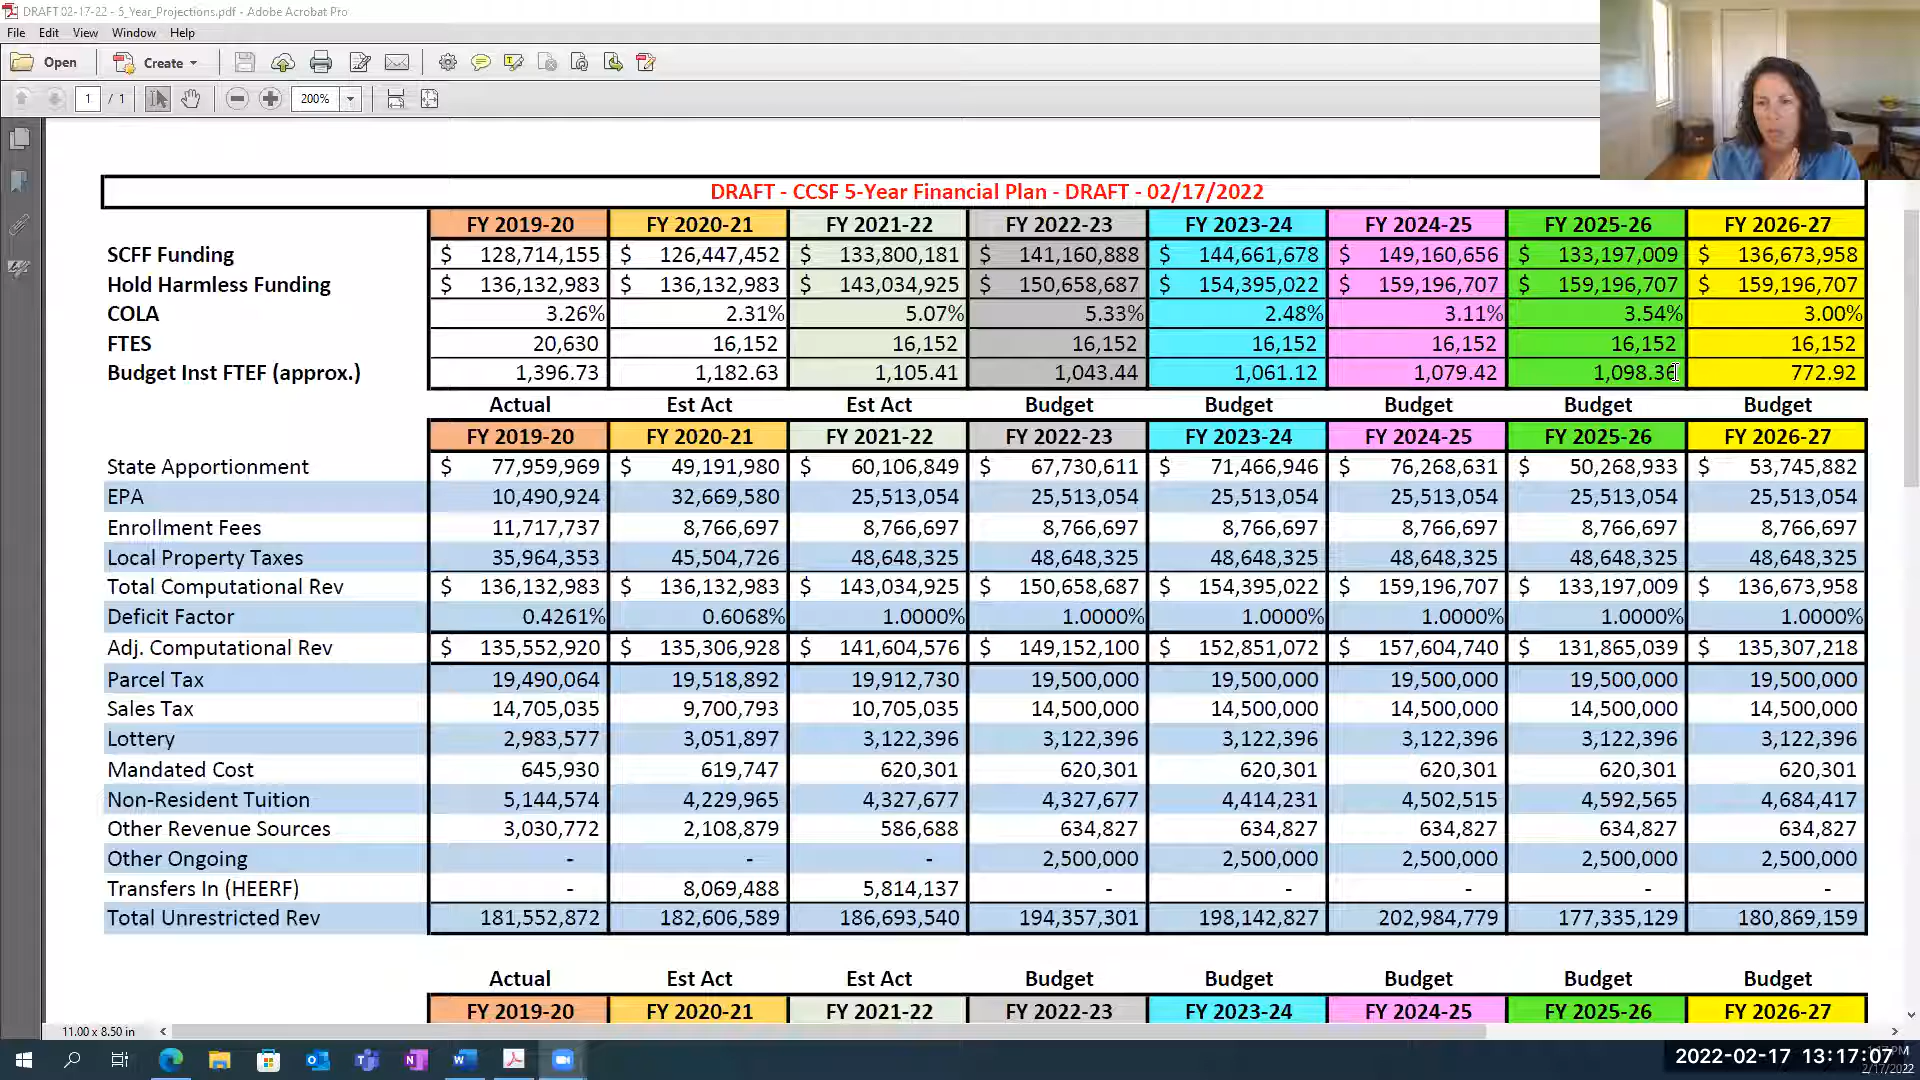 DRAFT 02-17-22 - 5_Year_Projections.pdf - Adobe Acrobat Pro
File Edit View Window Help
Open Create
1 / 1 200%
DRAFT - CCSF 5-Year Financial Plan - DRAFT - 02/17/2022
FY 2019-20 FY 2020-21 FY 2021-22 FY 2022-23 FY 2023-24 FY 2024-25 FY 2025-26 FY 2026-27
SCFF Funding $ 128,714,155 $ 126,447,452 $ 133,800,181 $ 141,160,888 $ 144,661,678 $ 149,160,656 $ 133,197,009 $ 136,673,958
Hold Harmless Funding $ 136,132,983 $ 136,132,983 $ 143,034,925 $ 150,658,687 $ 154,395,022 $ 159,196,707 $ 159,196,707 $ 159,196,707
COLA 3.26% 2.31% 5.07% 5.33% 2.48% 3.11% 3.54% 3.00%
FTES 20,630 16,152 16,152 16,152 16,152 16,152 16,152 16,152
Budget Inst FTEF (approx.) 1,396.73 1,182.63 1,105.41 1,043.44 1,061.12 1,079.42 1,098.36 772.92
Actual Est Act Est Act Budget Budget Budget Budget Budget
FY 2019-20 FY 2020-21 FY 2021-22 FY 2022-23 FY 2023-24 FY 2024-25 FY 2025-26 FY 2026-27
State Apportionment $ 77,959,969 $ 49,191,980 $ 60,106,849 $ 67,730,611 $ 71,466,946 $ 76,268,631 $ 50,268,933 $ 53,745,882
EPA 10,490,924 32,669,580 25,513,054 25,513,054 25,513,054 25,513,054 25,513,054 25,513,054
Enrollment Fees 11,717,737 8,766,697 8,766,697 8,766,697 8,766,697 8,766,697 8,766,697 8,766,697
Local Property Taxes 35,964,353 45,504,726 48,648,325 48,648,325 48,648,325 48,648,325 48,648,325 48,648,325
Total Computational Rev $ 136,132,983 $ 136,132,983 $ 143,034,925 $ 150,658,687 $ 154,395,022 $ 159,196,707 $ 133,197,009 $ 136,673,958
Deficit Factor 0.4261% 0.6068% 1.0000% 1.0000% 1.0000% 1.0000% 1.0000% 1.0000%
Adj. Computational Rev $ 135,552,920 $ 135,306,928 $ 141,604,576 $ 149,152,100 $ 152,851,072 $ 157,604,740 $ 131,865,039 $ 135,307,218
Parcel Tax 19,490,064 19,518,892 19,912,730 19,500,000 19,500,000 19,500,000 19,500,000 19,500,000
Sales Tax 14,705,035 9,700,793 10,705,035 14,500,000 14,500,000 14,500,000 14,500,000 14,500,000
Lottery 2,983,577 3,051,897 3,122,396 3,122,396 3,122,396 3,122,396 3,122,396 3,122,396
Mandated Cost 645,930 619,747 620,301 620,301 620,301 620,301 620,301 620,301
Non-Resident Tuition 5,144,574 4,229,965 4,327,677 4,327,677 4,414,231 4,502,515 4,592,565 4,684,417
Other Revenue Sources 3,030,772 2,108,879 586,688 634,827 634,827 634,827 634,827 634,827
Other Ongoing - - - 2,500,000 2,500,000 2,500,000 2,500,000 2,500,000
Transfers In (HEERF) - 8,069,488 5,814,137 - - - - -
Total Unrestricted Rev 181,552,872 182,606,589 186,693,540 194,357,301 198,142,827 202,984,779 177,335,129 180,869,159
Actual Est Act Est Act Budget Budget Budget Budget Budget
FY 2019-20 FY 2020-21 FY 2021-22 FY 2022-23 FY 2023-24 FY 2024-25 FY 2025-26 FY 2026-27
11.00 x 8.50 in
2022-02-17 13:17:07
2/17/2022